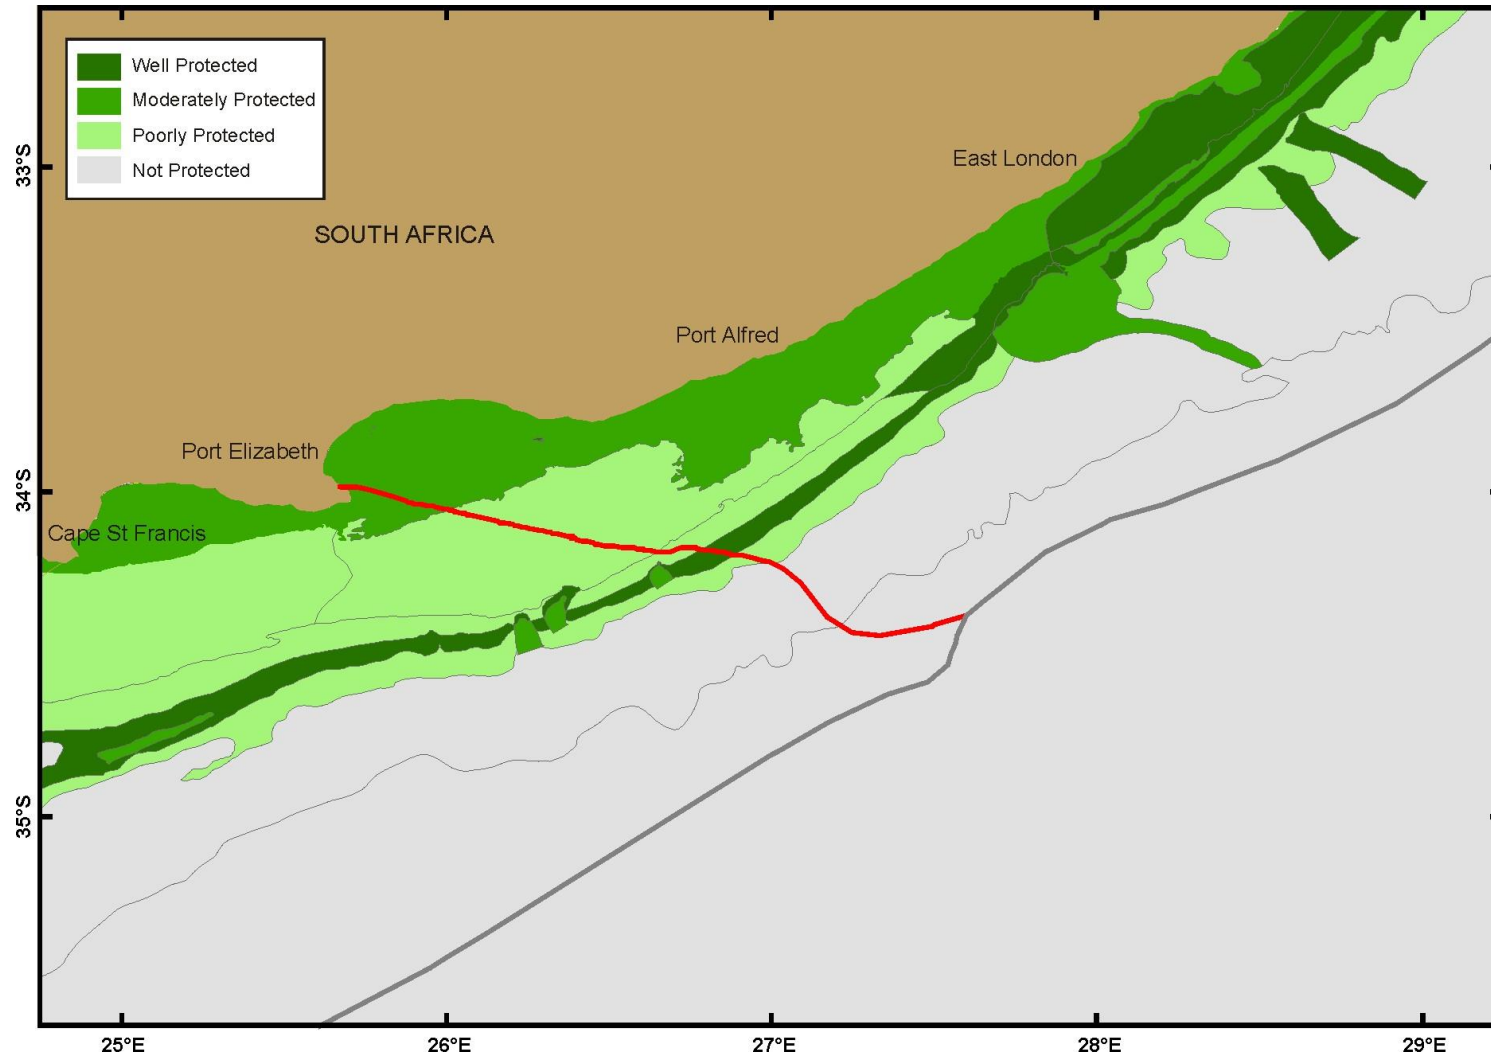 Well Protected
Moderately Protected
Poorly Protected
Not Protected
33°S
East London
SOUTH AFRICA
Port Alfred
Port Elizabeth
34°S
Cape St Francis
35°S
25°E 26°E 27°E 28°E 29°E